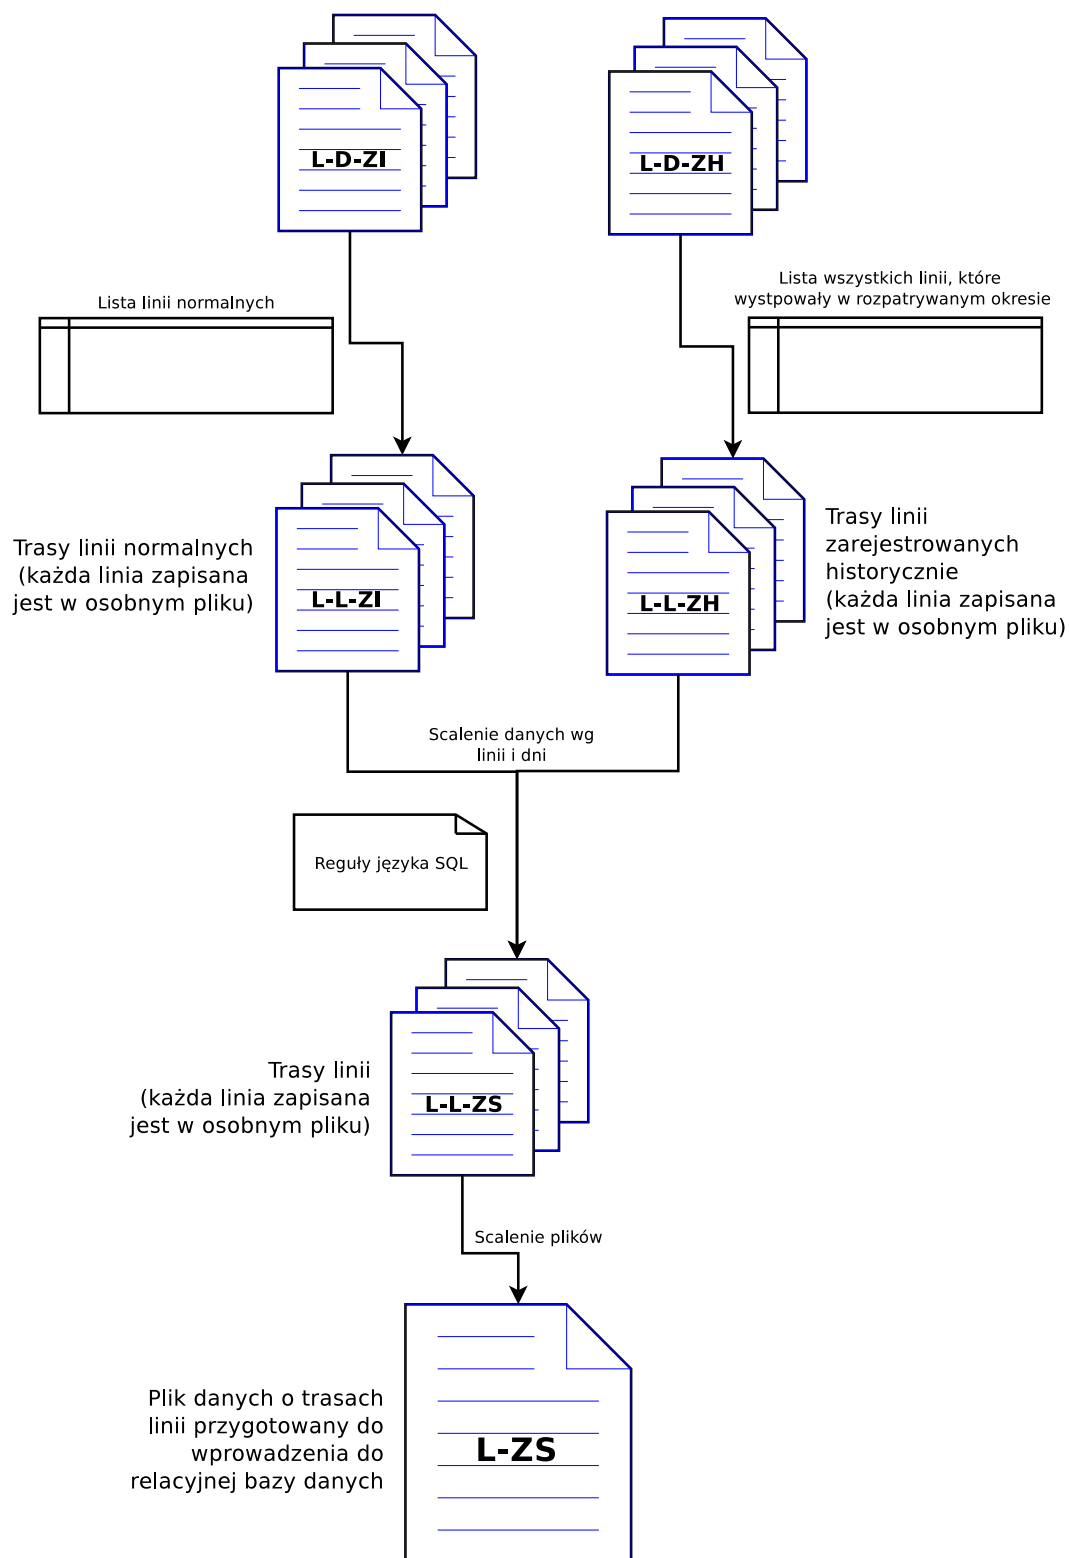 L-D-ZI
L-D-ZH
Lista linii normalnych
Lista wszystkich linii, które
wystpowały w rozpatrywanym okresie
Trasy linii normalnych
(każda linia zapisana
jest w osobnym pliku)
L-L-ZI
L-L-ZH
Trasy linii
zarejestrowanych
historycznie
(każda linia zapisana
jest w osobnym pliku)
Scalenie danych wg
linii i dni
Reguły języka SQL
Trasy linii
(każda linia zapisana
jest w osobnym pliku)
L-L-ZS
Scalenie plików
Plik danych o trasach
linii przygotowany do
wprowadzenia do
relacyjnej bazy danych
L-ZS